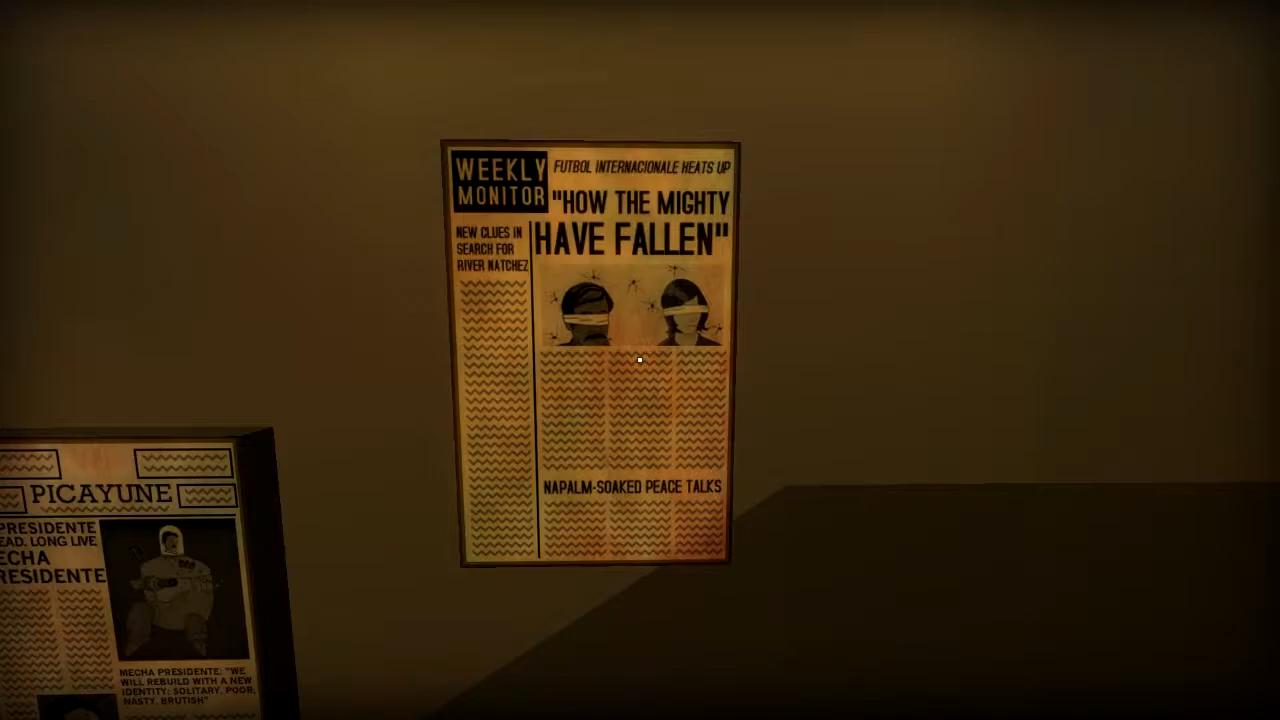 WEEKLY
MONITOR
FUTBOL INTERNACIONALE HEATS UP
"HOW THE MIGHTY
HAVE FALLEN"
NEW CLUES IN
SEARCH FOR
RIVER NATCHEZ
NAPALM-SOAKED PEACE TALKS
PICAYUNE
PRESIDENTE
EAD. LONG LIVE
ECHA
RESIDENTE
MECHA PRESIDENTE: "WE
WILL REBUILD WITH A NEW
IDENTITY: SOLITARY, POOR,
NASTY, BRUTISH"